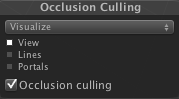 Occlusion Culling
Visualize
View
Lines
Portals
Occlusion culling